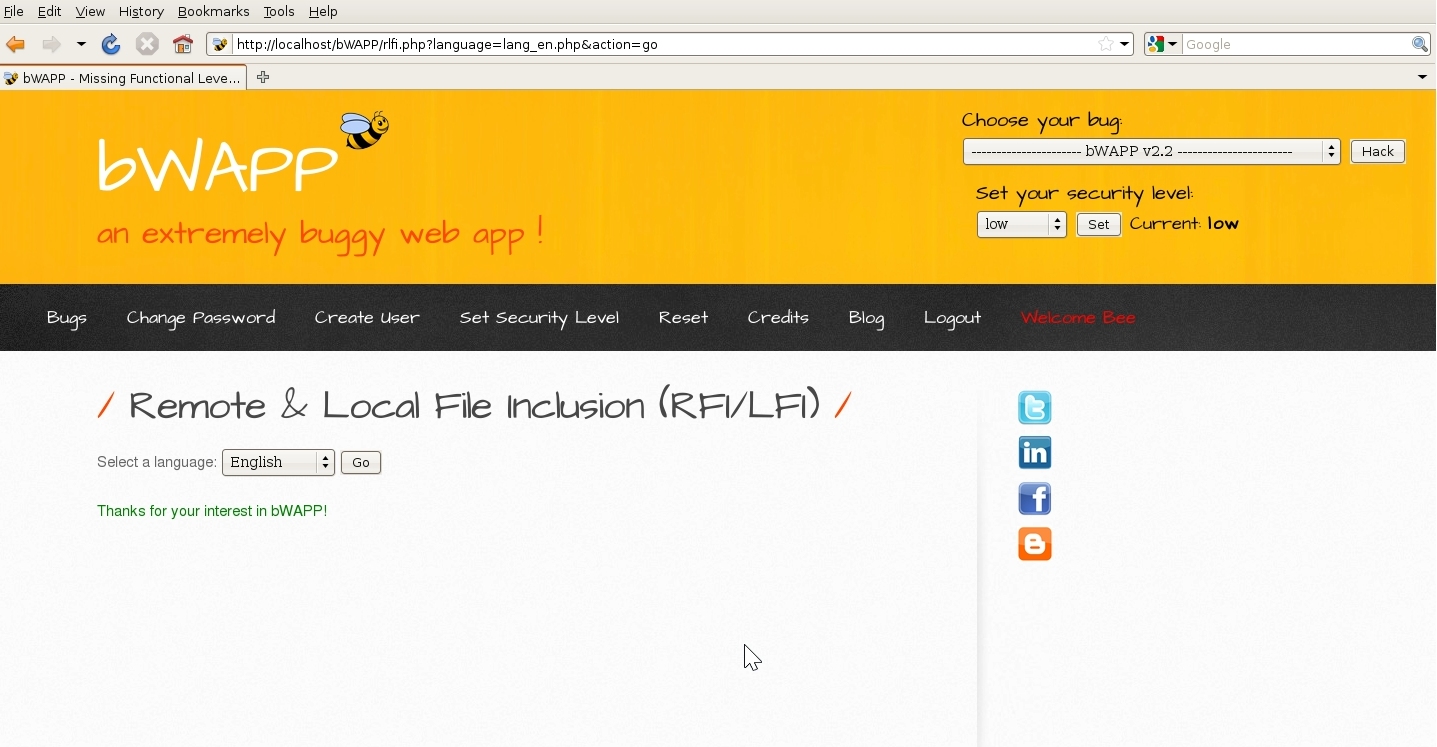 File Edit View History Bookmarks Tools Help
http://localhost/bWAPP/rlfi.php?language=lang_en.php&action=go
Google
bWAPP - Missing Functional Leve...
bWAPP
an extremely buggy web app !
Choose your bug:
---------------------- bWAPP v2.2 -----------------------
Hack
Set your security level:
low
Set
Current: low
Bugs
Change Password
Create User
Set Security Level
Reset
Credits
Blog
Logout
Welcome Bee
/ Remote & Local File Inclusion (RFI/LFI) /
Select a language: English Go
Thanks for your interest in bWAPP!